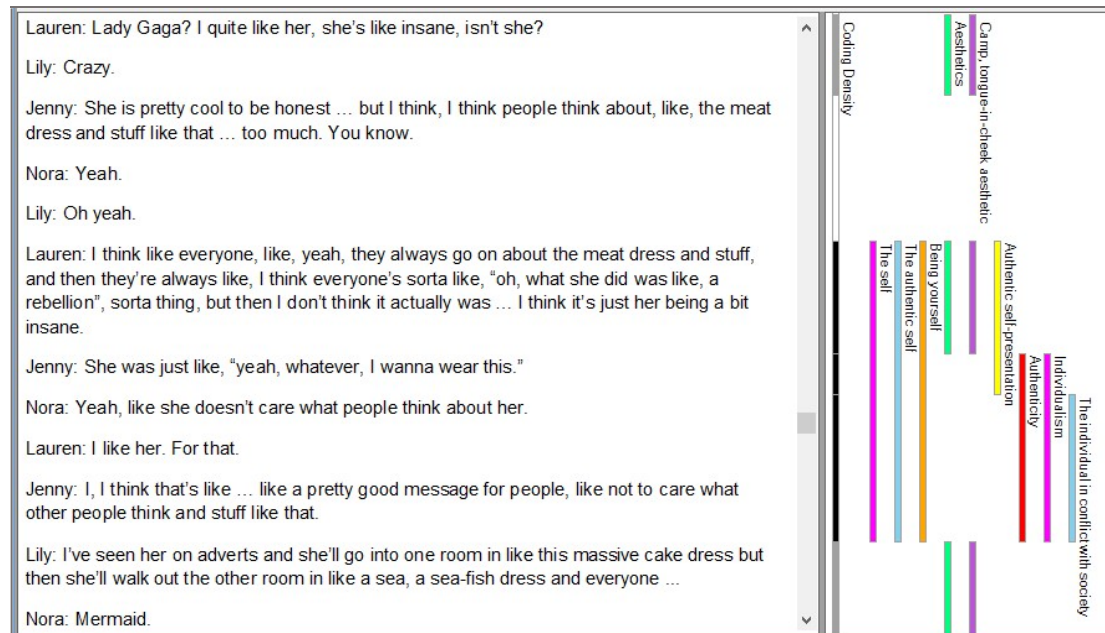 Lauren: Lady Gaga? I quite like her, she's like insane, isn't she?
Lily: Crazy.
Jenny: She is pretty cool to be honest … but I think, I think people think about, like, the meat
dress and stuff like that … too much. You know.
Nora: Yeah.
Lily: Oh yeah.
Lauren: I think like everyone, like, yeah, they always go on about the meat dress and stuff,
and then they're always like, I think everyone's sorta like, “oh, what she did was like, a
rebellion”, sorta thing, but then I don't think it actually was … I think it's just her being a bit
insane.
Jenny: She was just like, “yeah, whatever, I wanna wear this.”
Nora: Yeah, like she doesn't care what people think about her.
Lauren: I like her. For that.
Jenny: I, I think that's like … like a pretty good message for people, like not to care what
other people think and stuff like that.
Lily: I've seen her on adverts and she'll go into one room in like this massive cake dress but
then she'll walk out the other room in like a sea, a sea-fish dress and everyone ...
Nora: Mermaid.
Coding Density
The self
The authentic self
Being yourself
Aesthetics
Camp, tongue-in-cheek aesthetic
Authentic self-presentation
Authenticity
Individualism
The individual in conflict with society